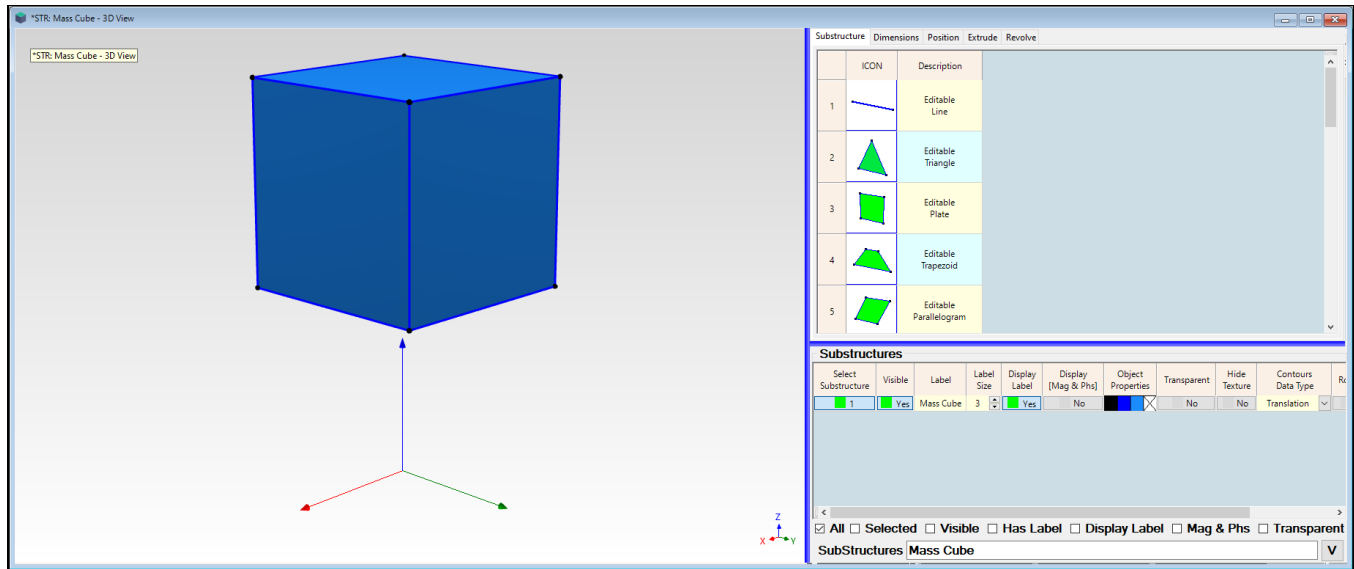 *STR: Mass Cube - 3D View
*STR: Mass Cube - 3D View
Z
X
Y
Substructure Dimensions Position Extrude Revolve
ICON Description
1 Editable
Line
2 Editable
Triangle
3 Editable
Plate
4 Editable
Trapezoid
5 Editable
Parallelogram
Substructures
Select
Substructure
Visible
Label
Label
Size
Display
Label
Display
[Mag & Phs]
Object
Properties
Transparent
Hide
Texture
Contours
Data Type
1 Yes Mass Cube 3 Yes No No No Translation
All Selected Visible Has Label Display Label Mag & Phs Transparent
SubStructures Mass Cube V